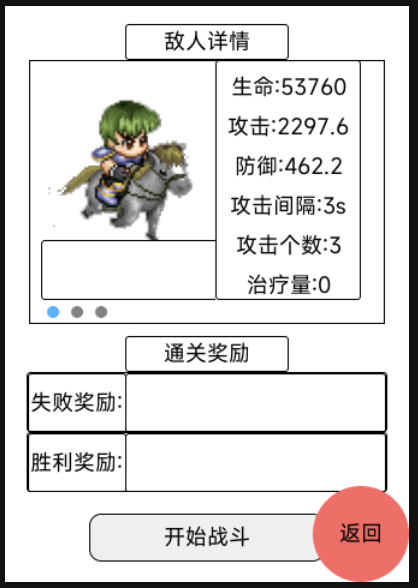 敌人详情
生命:53760
攻击:2297.6
防御:462.2
攻击间隔:3s
攻击个数:3
治疗量:0
通关奖励
失败奖励:
胜利奖励:
开始战斗
返回